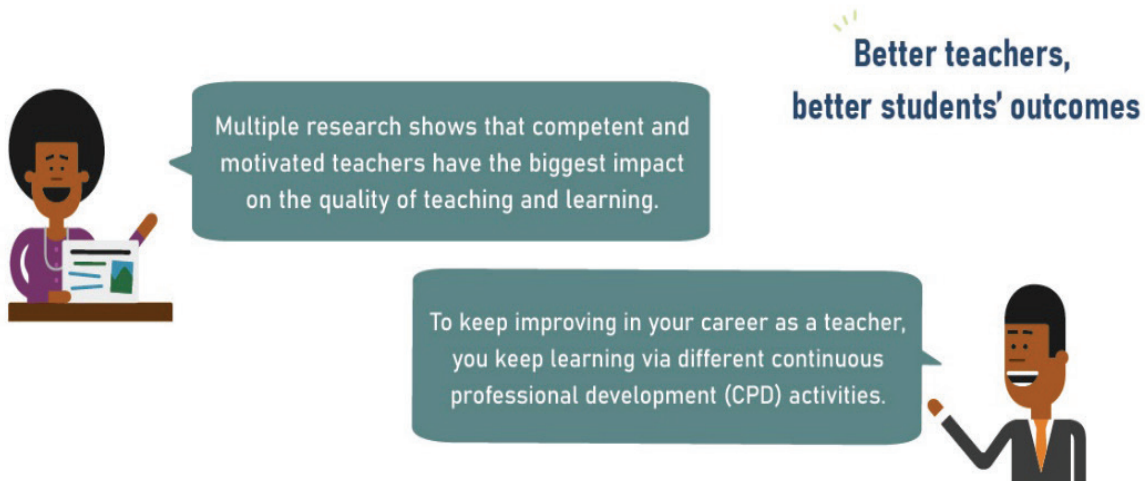 Better teachers,
better students' outcomes
Multiple research shows that competent and
motivated teachers have the biggest impact
on the quality of teaching and learning.
To keep improving in your career as a teacher,
you keep learning via different continuous
professional development (CPD) activities.